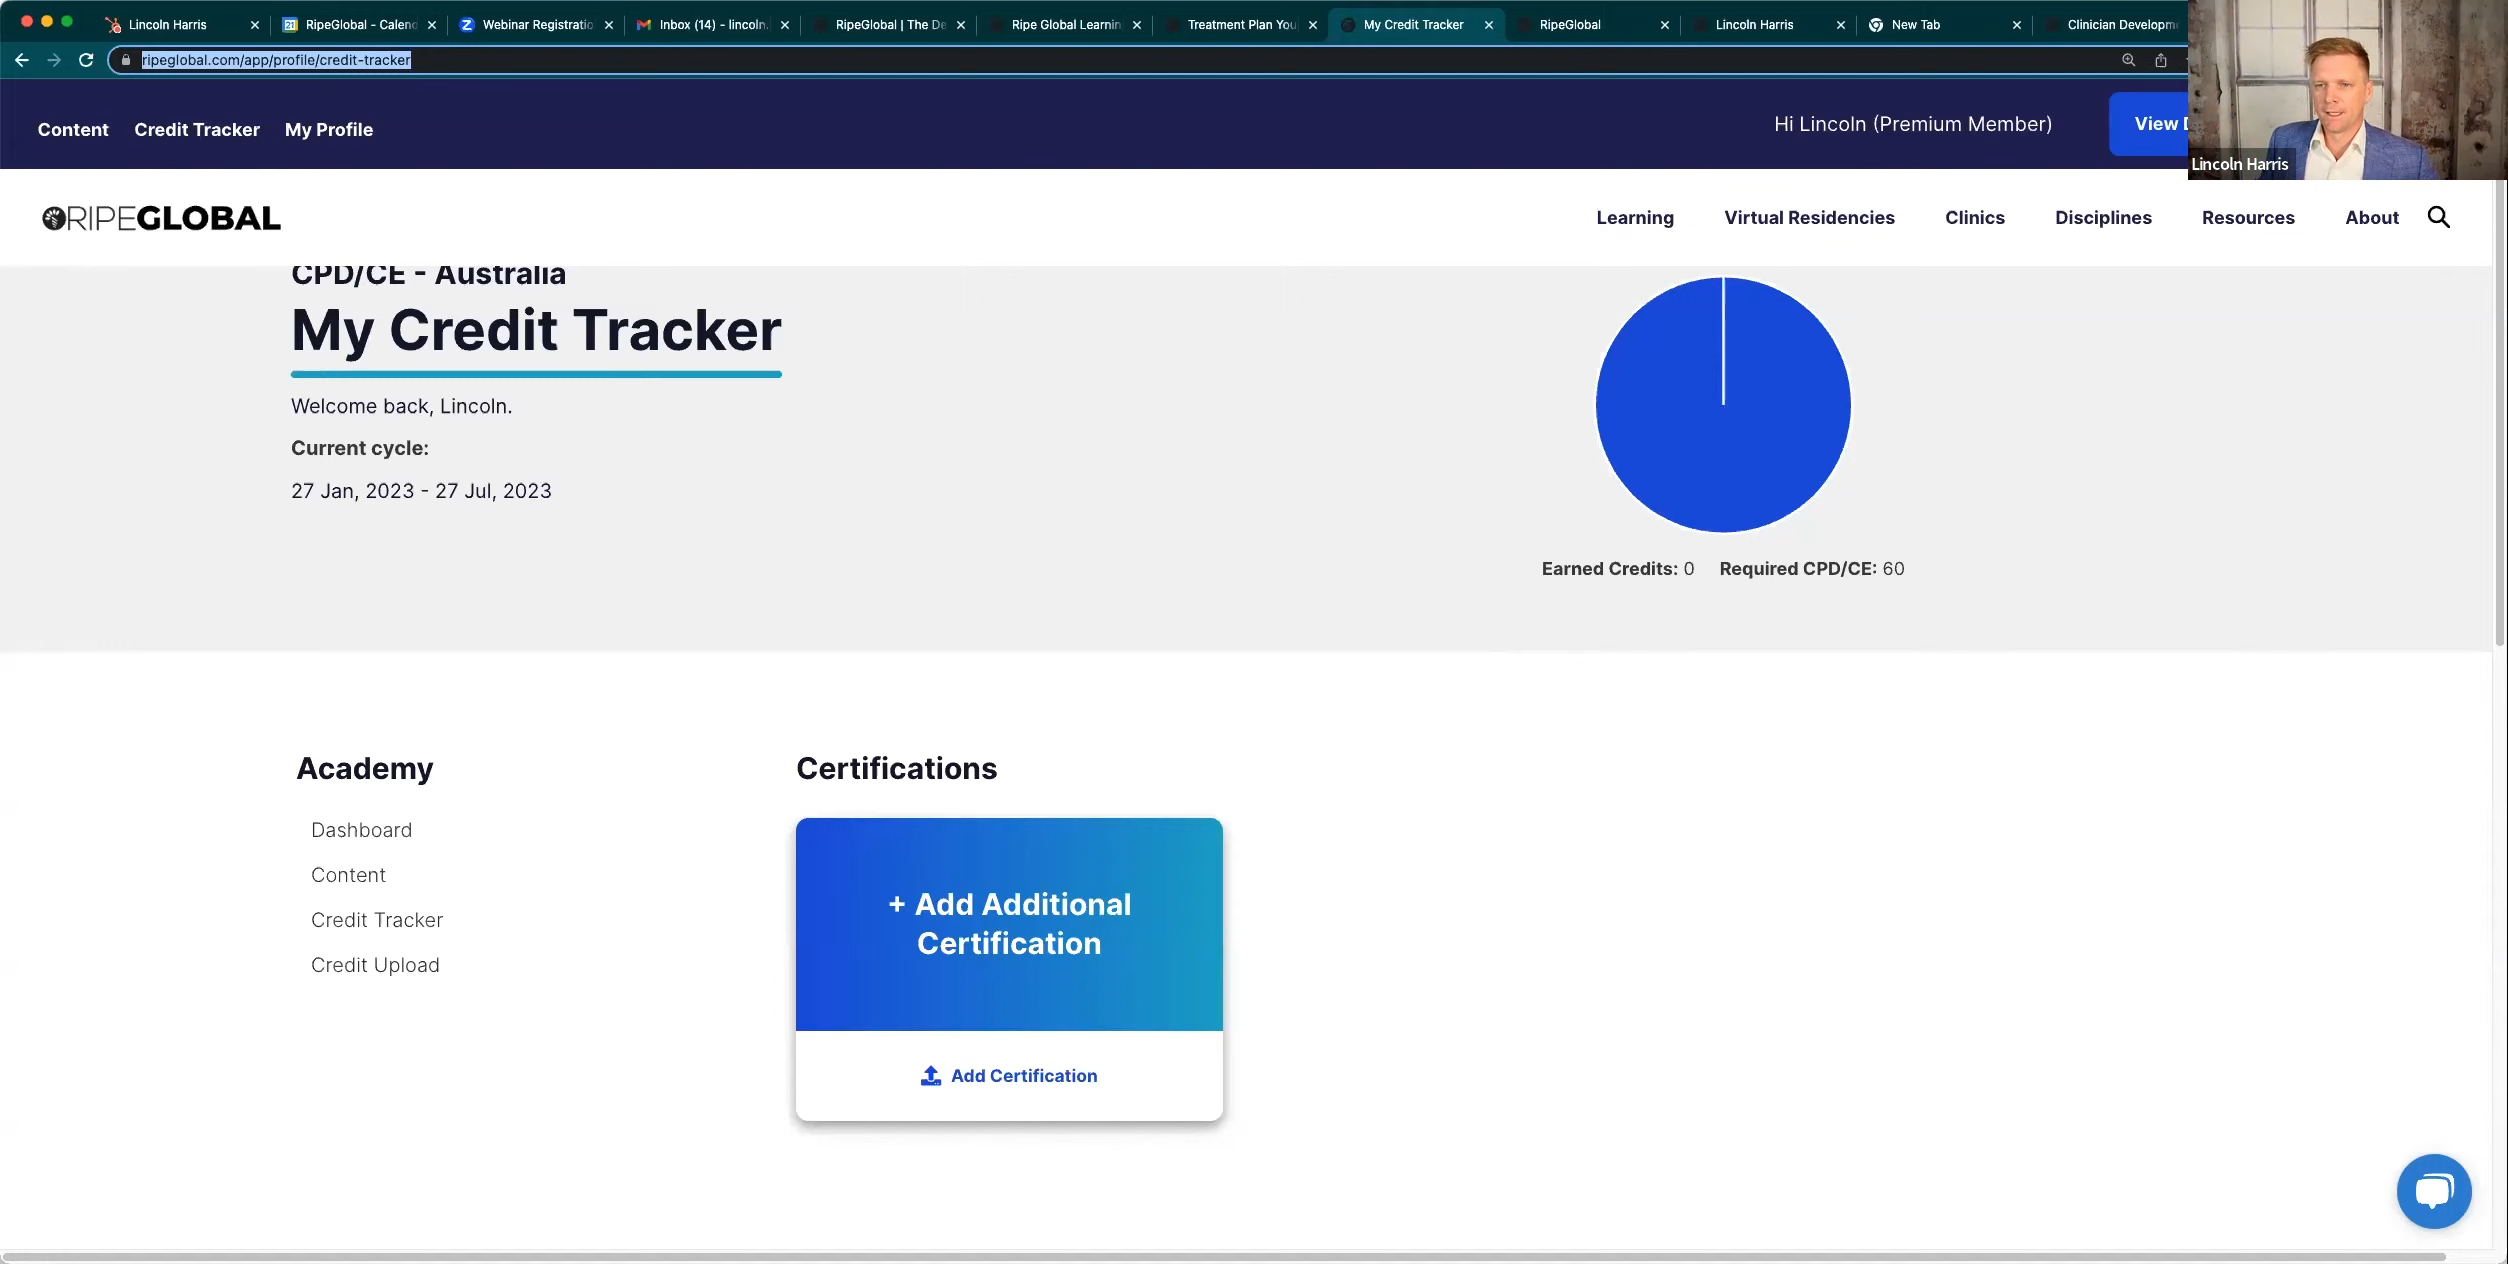 Lincoln Harris
RipeGlobal - Calend
Webinar Registratio
Inbox (14) - lincoln.
RipeGlobal | The De
Ripe Global Learnin
Treatment Plan You
My Credit Tracker
RipeGlobal
Lincoln Harris
New Tab
Clinician Developm
ripeglobal.com/app/profile/credit-tracker
Content
Credit Tracker
My Profile
Hi Lincoln (Premium Member)
View
Lincoln Harris
RIPEGLOBAL
Learning
Virtual Residencies
Clinics
Disciplines
Resources
About
CPD/CE - Australia
My Credit Tracker
Welcome back, Lincoln.
Current cycle:
27 Jan, 2023 - 27 Jul, 2023
Earned Credits: 0 Required CPD/CE: 60
Academy
Dashboard
Content
Credit Tracker
Credit Upload
Certifications
+ Add Additional
Certification
Add Certification